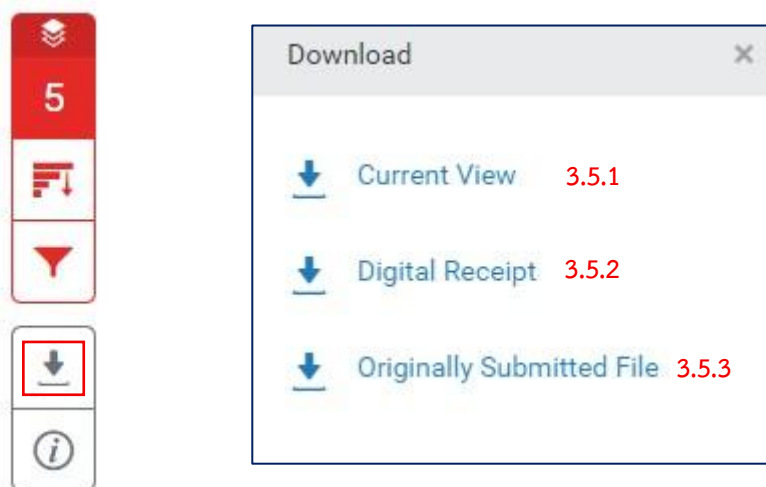 5
Download ×
Current View 3.5.1
Digital Receipt 3.5.2
Originally Submitted File 3.5.3
i